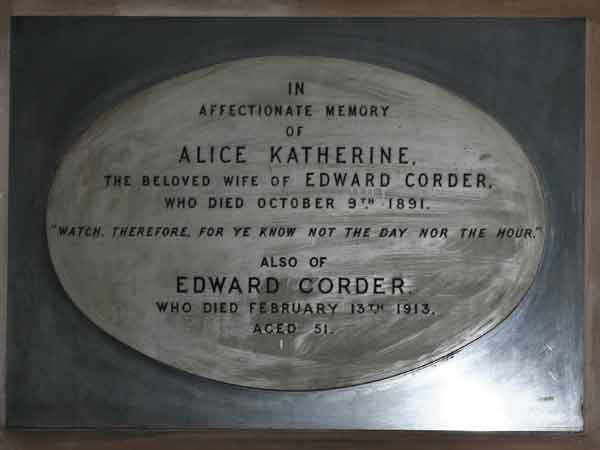 IN
AFFECTIONATE MEMORY
OF
ALICE KATHERINE,
THE BELOVED WIFE OF EDWARD CORDER,
WHO DIED OCTOBER 9TH 1891.
"WATCH, THEREFORE, FOR YE KNOW NOT THE DAY NOR THE HOUR."
ALSO OF
EDWARD CORDER.
WHO DIED FEBRUARY 13TH 1913,
AGED 51.